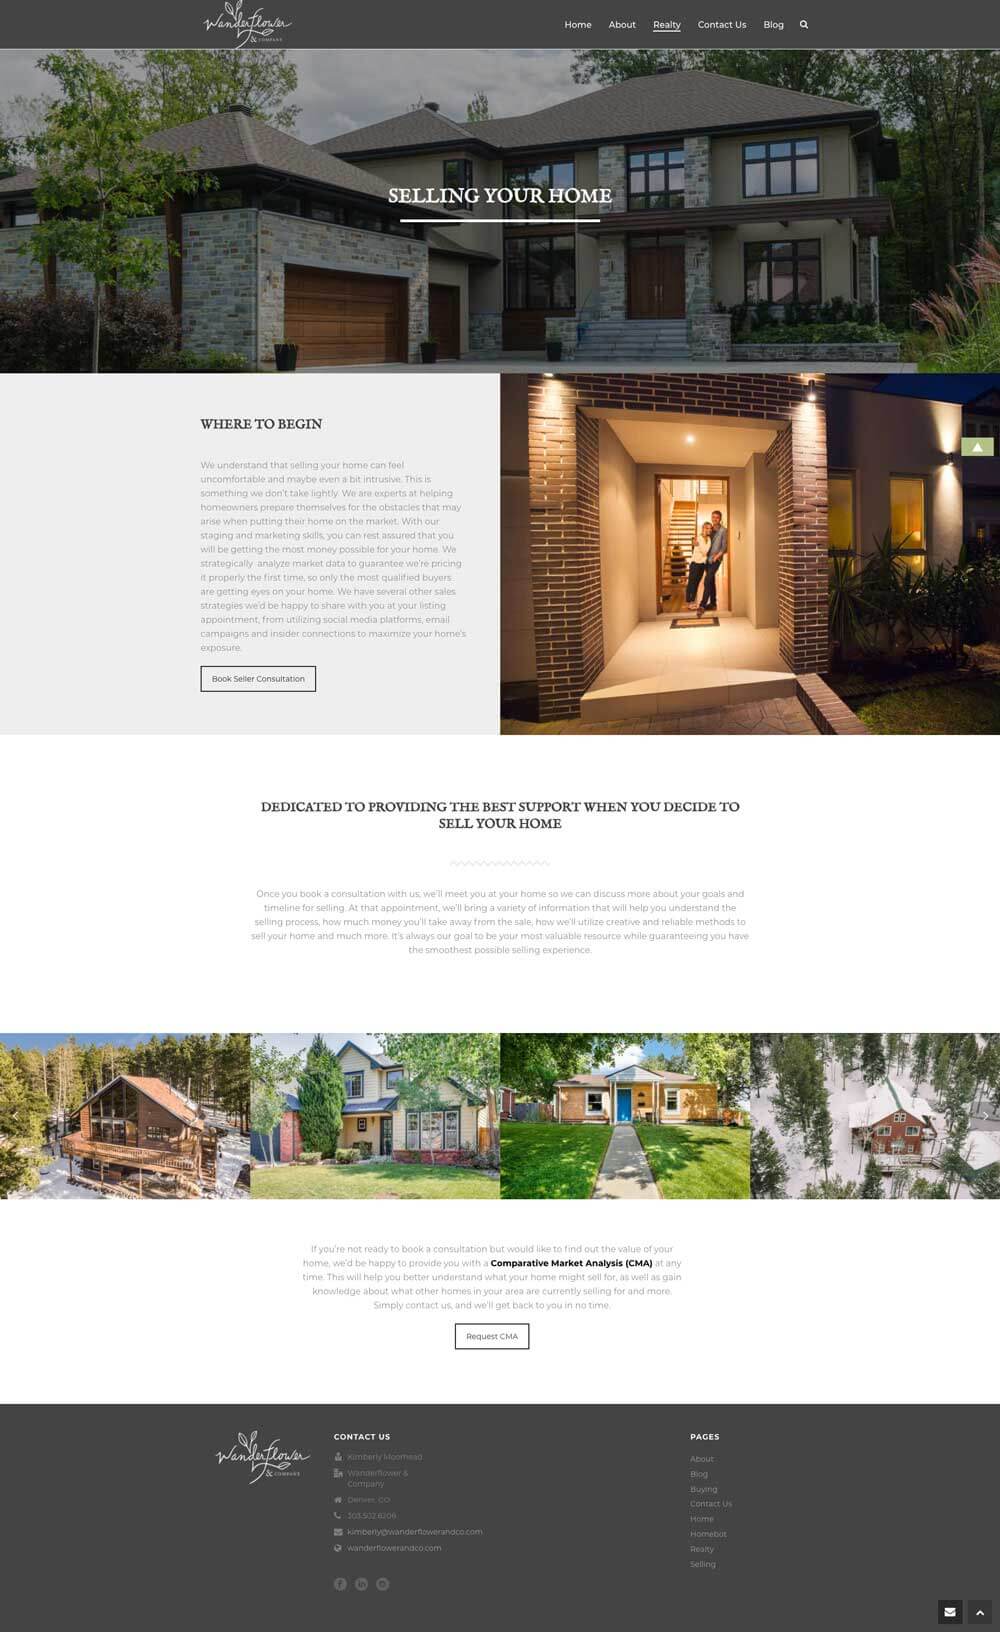 Wanderflower
& COMPANY
Home About Realty Contact Us Blog
SELLING YOUR HOME
WHERE TO BEGIN
We understand that selling your home can feel
uncomfortable and maybe even a bit intrusive. This is
something we don't take lightly. We are experts at helping
homeowners prepare themselves for the obstacles that may
arise when putting their home on the market. With our
staging and marketing skills, you can rest assured that you
will be getting the most money possible for your home. We
strategically analyze market data to guarantee we're pricing
it properly the first time, so only the most qualified buyers
are getting eyes on your home. We have several other sales
strategies we'd be happy to share with you at your listing
appointment, from utilizing social media platforms, email
campaigns and insider connections to maximize your home's
exposure.
Book Seller Consultation
DEDICATED TO PROVIDING THE BEST SUPPORT WHEN YOU DECIDE TO
SELL YOUR HOME
Once you book a consultation with us, we'll meet you at your home so we can discuss more about your goals and
timeline for selling. At that appointment, we'll bring a variety of information that will help you understand the
selling process, how much money you'll take away from the sale, how we'll utilize creative and reliable methods to
sell your home and much more. It's always our goal to be your most valuable resource while guaranteeing you have
the smoothest possible selling experience.
If you're not ready to book a consultation but would like to find out the value of your
home, we'd be happy to provide you with a Comparative Market Analysis (CMA) at any
time. This will help you better understand what your home might sell for, as well as gain
knowledge about what other homes in your area are currently selling for and more.
Simply contact us, and we'll get back to you in no time.
Request CMA
Wanderflower
& COMPANY
CONTACT US
Kimberly Moorhead
Wanderflower &
Company
Denver, CO
303.502.6206
kimberly@wanderflowerandco.com
wanderflowerandco.com
PAGES
About
Blog
Buying
Contact Us
Home
Homebot
Realty
Selling